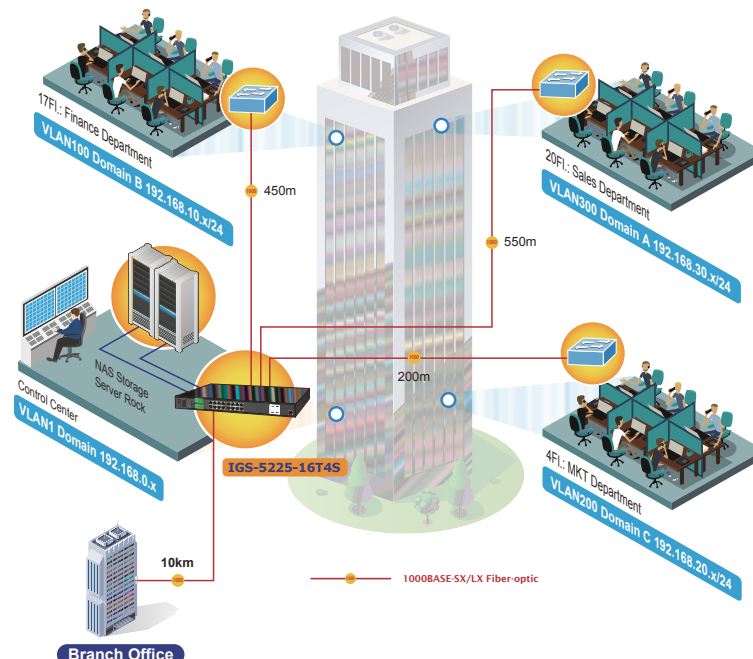 17Fl.: Finance Department
VLAN100 Domain B 192.168.10.x/24
450m
20Fl.: Sales Department
VLAN300 Domain A 192.168.30.x/24
550m
NAS Storage
Server Rock
Control Center
VLAN1 Domain 192.168.0.x
200m
IGS-5225-16T4S
4Fl.: MKT Department
VLAN200 Domain C 192.168.20.x/24
10km
1000BASE-SX/LX Fiber-optic
Branch Office